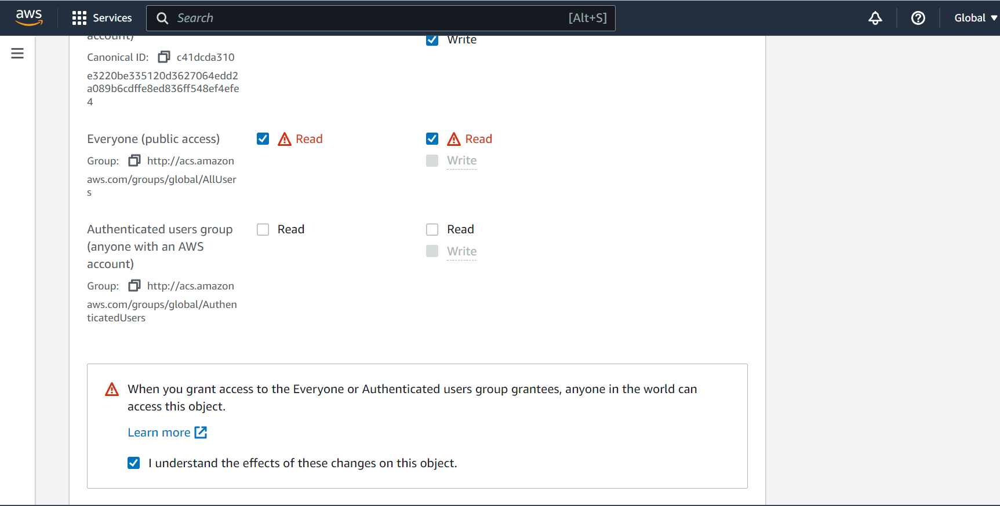 aws
Services
Search
[Alt+S]
Global
account)
Write
Canonical ID: c41dcda310
e3220be335120d3627064edd2
a089b6cdffe8ed836ff548ef4efe
4
Everyone (public access)
Read
Read
Group: http://acs.amazon
Write
aws.com/groups/global/AllUser
s
Authenticated users group
Read
Read
(anyone with an AWS
Write
account)
Group: http://acs.amazon
aws.com/groups/global/Authen
ticatedUsers
When you grant access to the Everyone or Authenticated users group grantees, anyone in the world can
access this object.
Learn more
I understand the effects of these changes on this object.